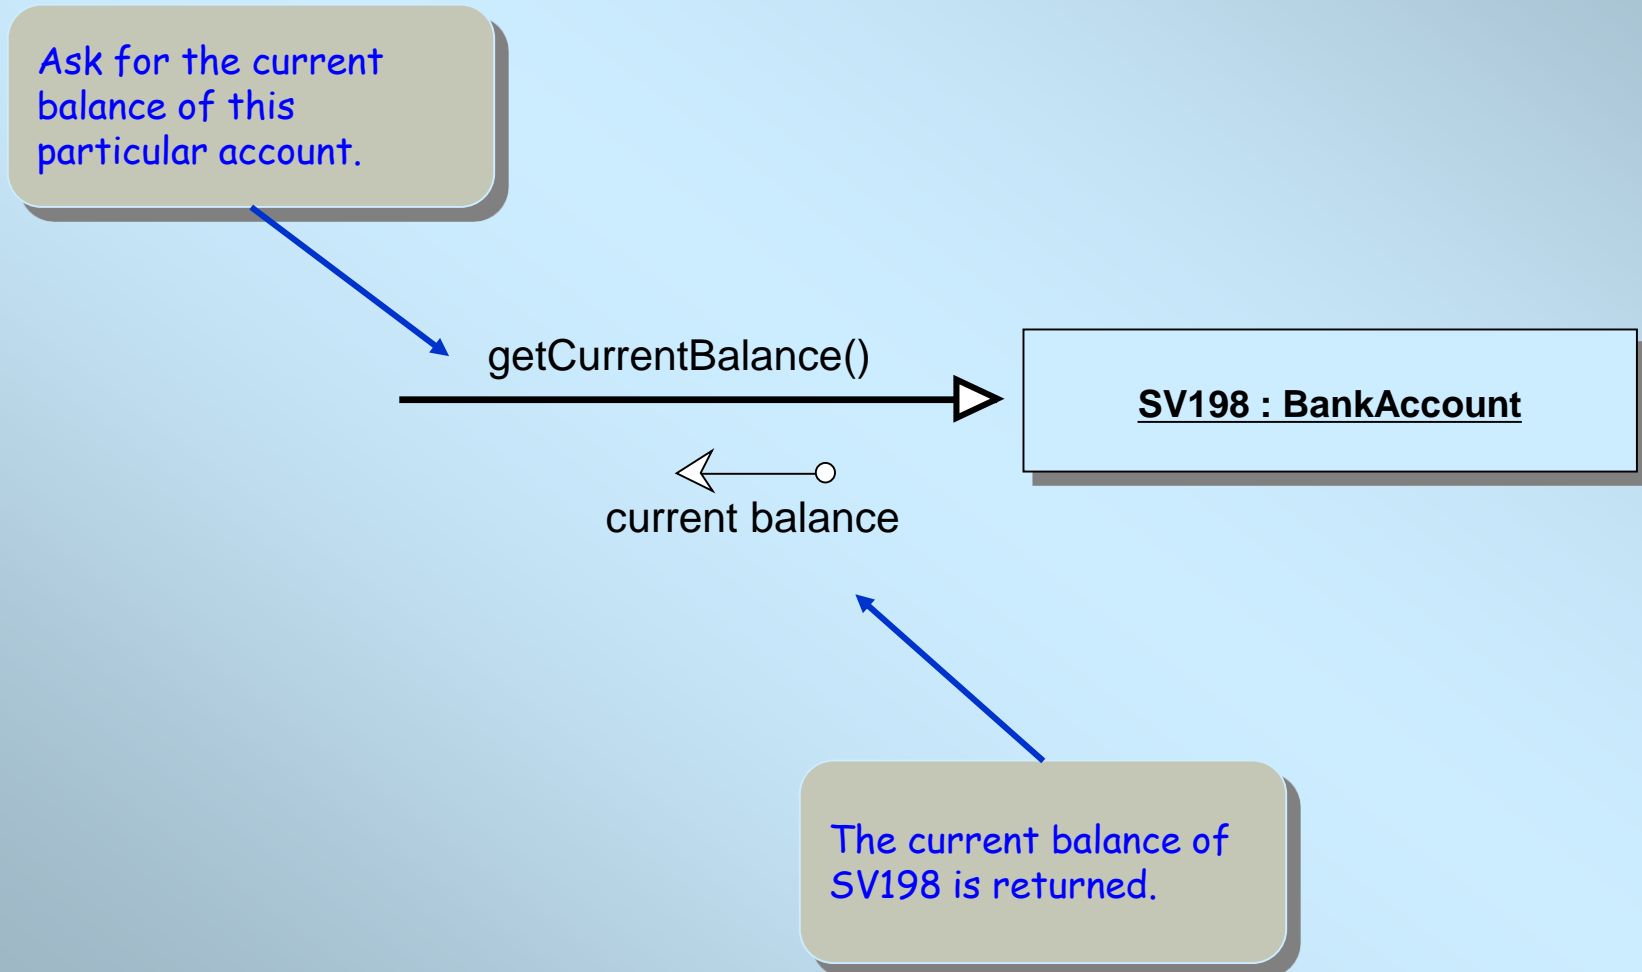 Ask for the current
balance of this
particular account.
getCurrentBalance()
SV198 : BankAccount
current balance
The current balance of
SV198 is returned.